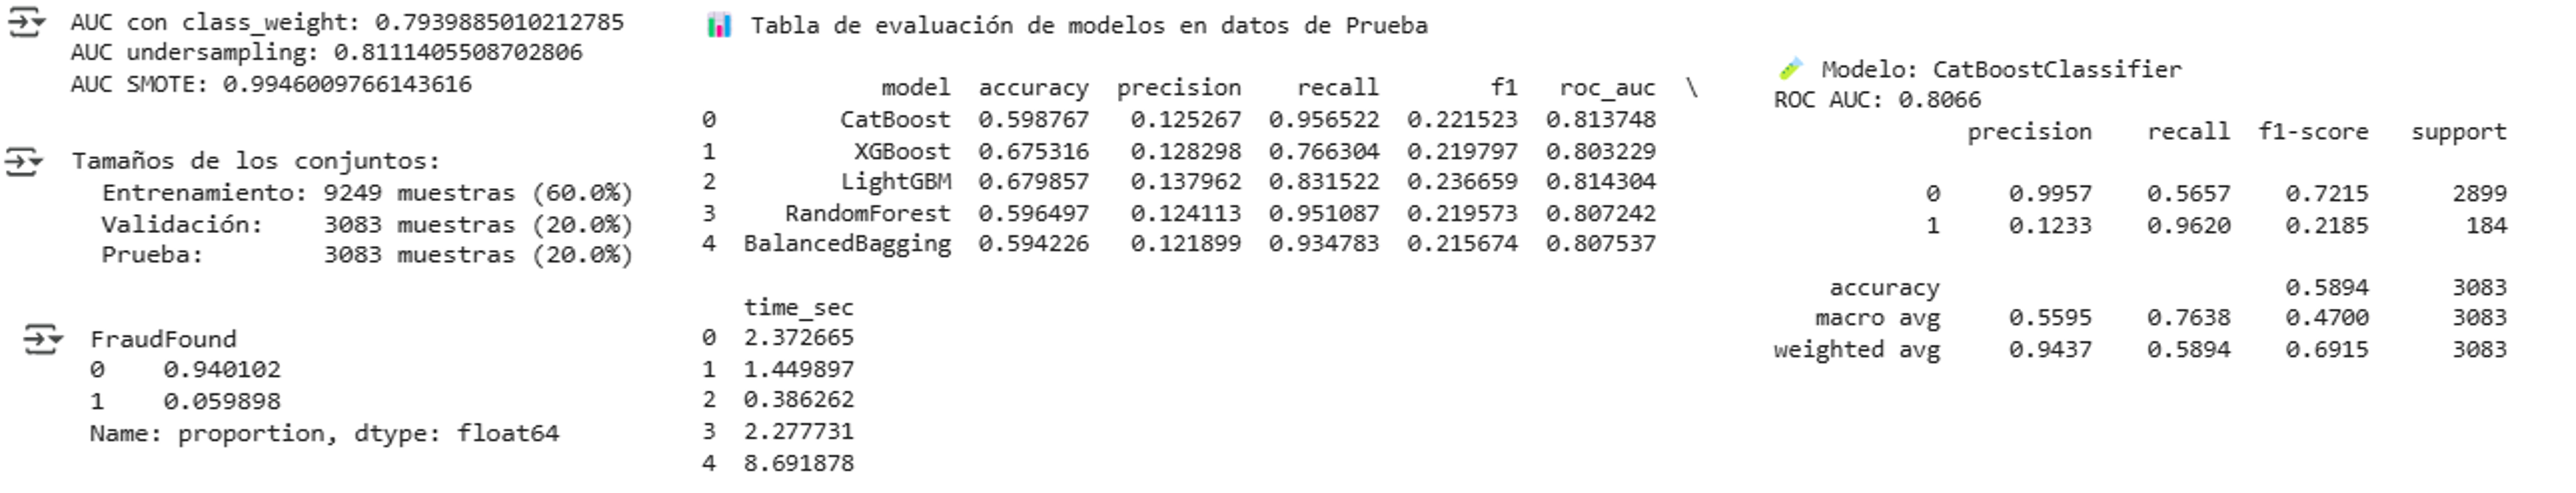 AUC con class_weight: 0.7939885010212785
AUC undersampling: 0.8111405508702806
AUC SMOTE: 0.9946009766143616
Tamaños de los conjuntos:
Entrenamiento: 9249 muestras (60.0%)
Validación: 3083 muestras (20.0%)
Prueba: 3083 muestras (20.0%)
FraudFound
0 0.940102
1 0.059898
Name: proportion, dtype: float64
Tabla de evaluación de modelos en datos de Prueba
model accuracy precision recall f1 roc_auc \
0 CatBoost 0.598767 0.125267 0.956522 0.221523 0.813748
1 XGBoost 0.675316 0.128298 0.766304 0.219797 0.803229
2 LightGBM 0.679857 0.137962 0.831522 0.236659 0.814304
3 RandomForest 0.596497 0.124113 0.951087 0.219573 0.807242
4 BalancedBagging 0.594226 0.121899 0.934783 0.215674 0.807537
time_sec
0 2.372665
1 1.449897
2 0.386262
3 2.277731
4 8.691878
Modelo: CatBoostClassifier
ROC AUC: 0.8066
precision recall f1-score support
0 0.9957 0.5657 0.7215 2899
1 0.1233 0.9620 0.2185 184
accuracy 0.5894 3083
macro avg 0.5595 0.7638 0.4700 3083
weighted avg 0.9437 0.5894 0.6915 3083